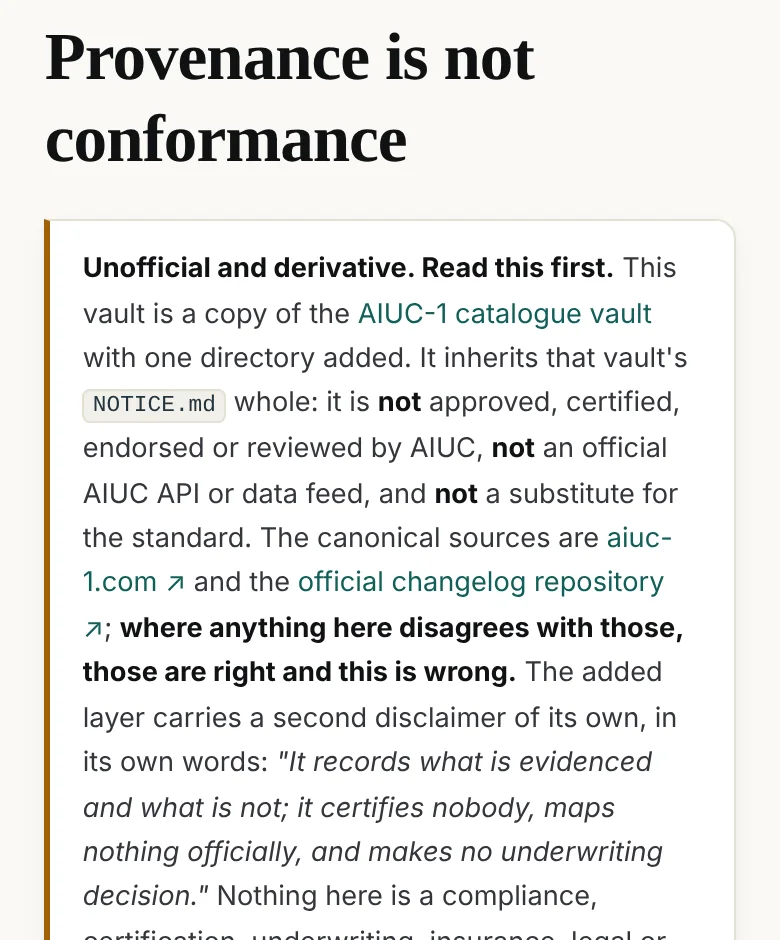 Provenance is not
conformance
Unofficial and derivative. Read this first. This
vault is a copy of the AIUC-1 catalogue vault
with one directory added. It inherits that vault's
NOTICE.md whole: it is not approved, certified,
endorsed or reviewed by AIUC, not an official
AIUC API or data feed, and not a substitute for
the standard. The canonical sources are aiuc-
1.com ↗ and the official changelog repository
↗; where anything here disagrees with those,
those are right and this is wrong. The added
layer carries a second disclaimer of its own, in
its own words: "It records what is evidenced
and what is not; it certifies nobody, maps
nothing officially, and makes no underwriting
decision." Nothing here is a compliance,
certification, underwriting, insurance, legal or